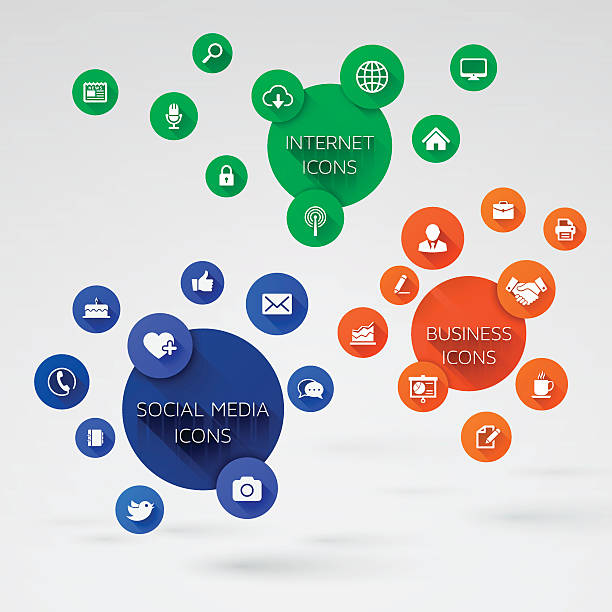 INTERNET
ICONS
BUSINESS
ICONS
SOCIAL MEDIA
ICONS